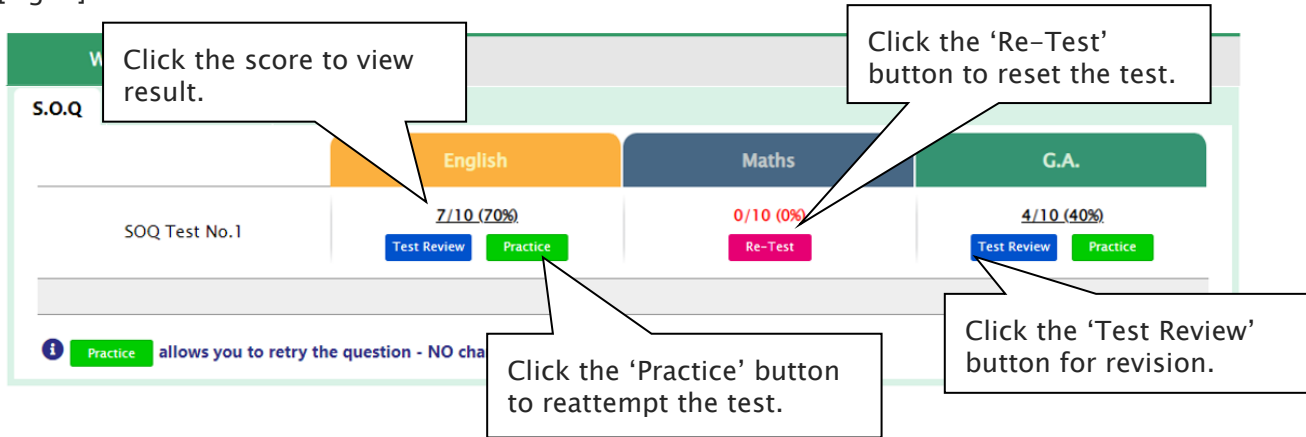 Click the score to view
result.
Click the ‘Re-Test’
button to reset the test.
S.O.Q
English Maths G.A.
SOQ Test No.1
7/10 (70%) 0/10 (0%) 4/10 (40%)
Test Review Practice Re-Test Test Review Practice
Practice allows you to retry the question - NO
Click the ‘Practice’ button
to reattempt the test.
Click the ‘Test Review’
button for revision.